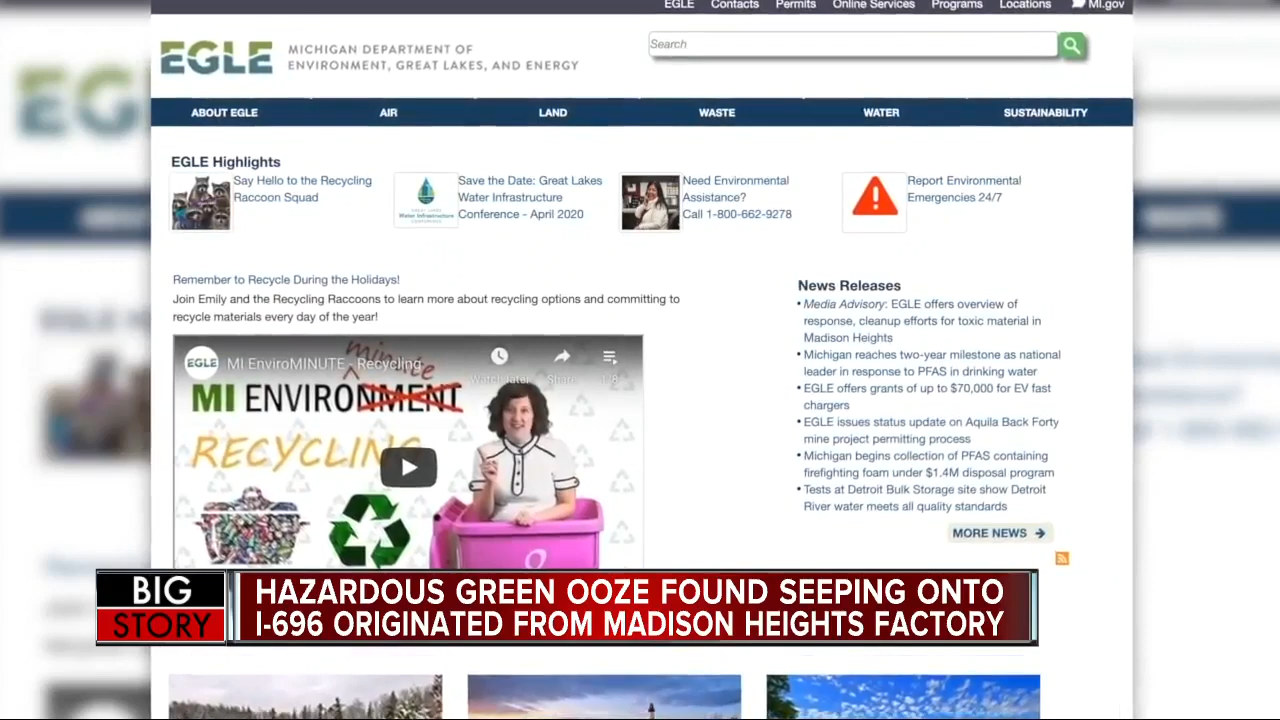 EGLE Contacts Permits Online Services Programs Locations MI.gov
EGLE
MICHIGAN DEPARTMENT OF
ENVIRONMENT, GREAT LAKES, AND ENERGY
Search
ABOUT EGLE AIR LAND WASTE WATER SUSTAINABILITY
EGLE Highlights
Say Hello to the Recycling
Raccoon Squad
GREAT LAKES
Water Infrastructure
CONFERENCE
Save the Date: Great Lakes
Water Infrastructure
Conference - April 2020
Need Environmental
Assistance?
Call 1-800-662-9278
Report Environmental
Emergencies 24/7
Remember to Recycle During the Holidays!
Join Emily and the Recycling Raccoons to learn more about recycling options and committing to
recycle materials every day of the year!
EGLE
MI EnviroMINUTE - Recycling
Watch later
Share
1/8
minute
MI ENVIRONMENT
RECYCLING
News Releases
• Media Advisory: EGLE offers overview of
response, cleanup efforts for toxic material in
Madison Heights
• Michigan reaches two-year milestone as national
leader in response to PFAS in drinking water
• EGLE offers grants of up to $70,000 for EV fast
chargers
• EGLE issues status update on Aquila Back Forty
mine project permitting process
• Michigan begins collection of PFAS containing
firefighting foam under $1.4M disposal program
• Tests at Detroit Bulk Storage site show Detroit
River water meets all quality standards
MORE NEWS →
BIG
STORY
HAZARDOUS GREEN OOZE FOUND SEEPING ONTO
I-696 ORIGINATED FROM MADISON HEIGHTS FACTORY